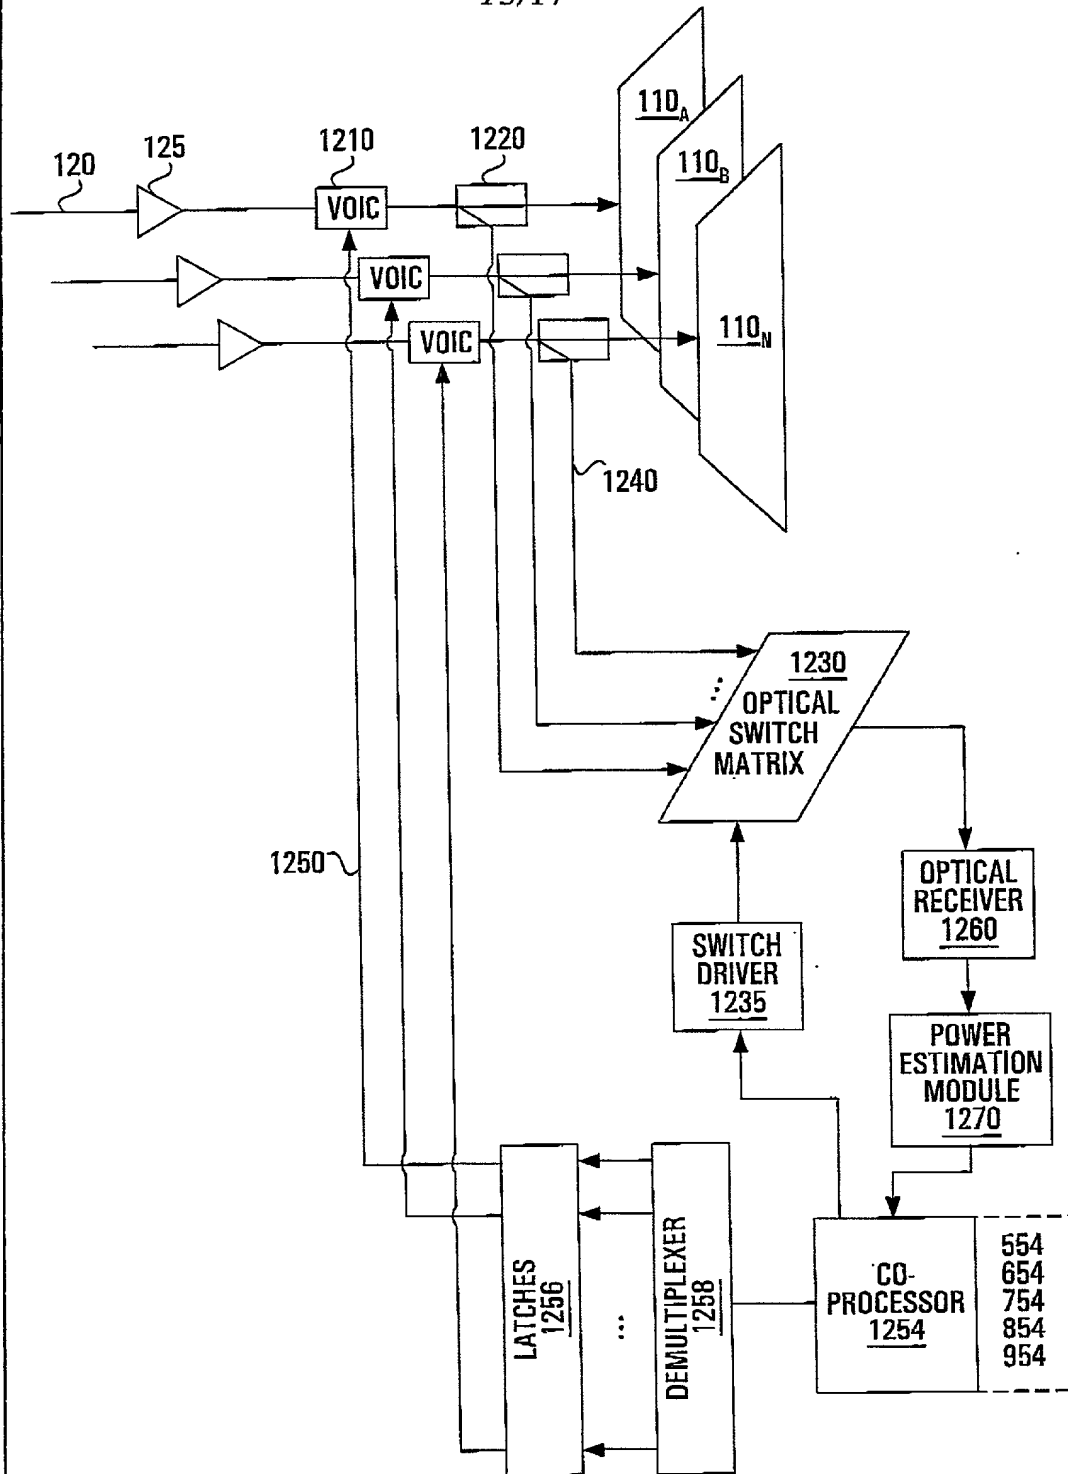 120
125
1210
1220
110A
110B
110N
VOIC
VOIC
VOIC
1240
1230
OPTICAL
SWITCH
MATRIX
1250
OPTICAL
RECEIVER
1260
SWITCH
DRIVER
1235
POWER
ESTIMATION
MODULE
1270
LATCHES
1256
...
DEMULTIPLEXER
1258
CO-
PROCESSOR
1254
554
654
754
854
954